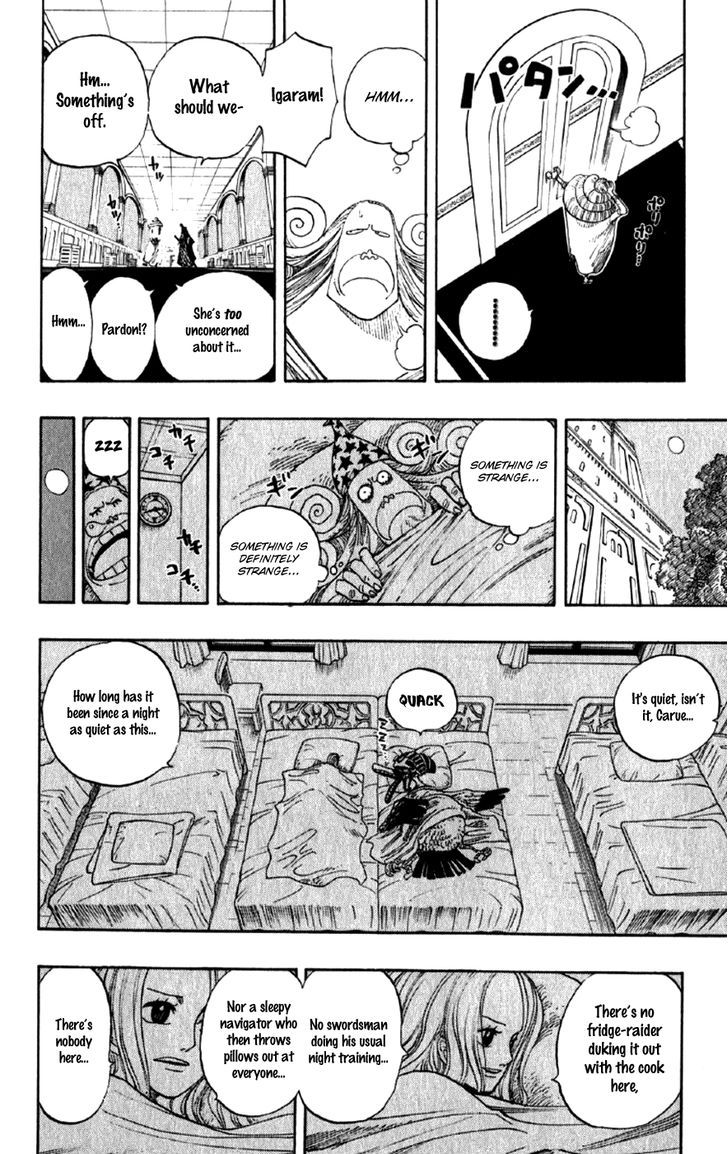 パタン...
ポリポリ...
.........
HMM...
Igaram!
What
should we-
Hm...
Something's
off.
She's too
unconcerned
about it...
Pardon!?
Hmm...
SOMETHING IS
STRANGE...
ギンギン
SOMETHING IS
DEFINITELY
STRANGE...
カチ
コチ
カチ
コチ
ZZZ
It's quiet, isn't
it, Carue...
QUACK
How long has it
been since a night
as quiet as this...
There's no
fridge-raider
duking it out
with the cook
here,
No swordsman
doing his usual
night training...
Nor a sleepy
navigator who
then throws
pillows out at
everyone...
There's
nobody
here...